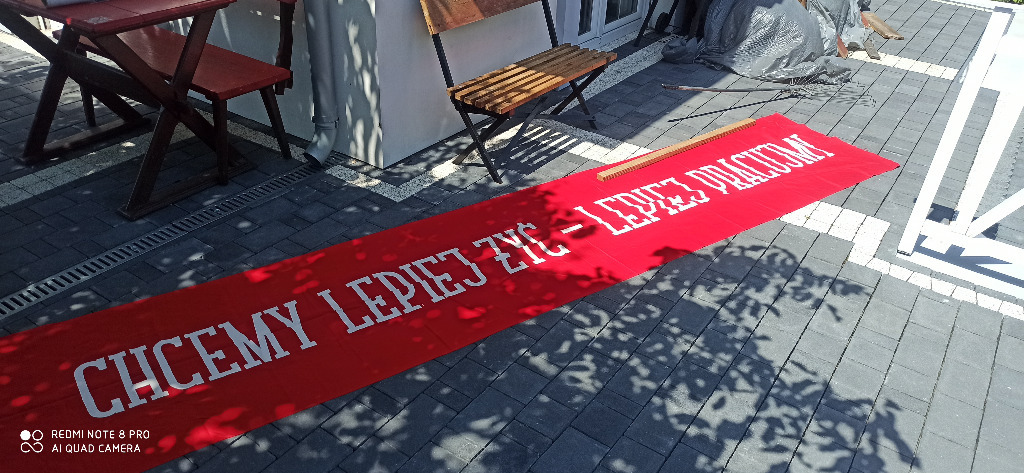 CHCEMY LEPIEJ ŻYĆ – LEPIEJ PRACUJMY
REDMI NOTE 8 PRO
AI QUAD CAMERA